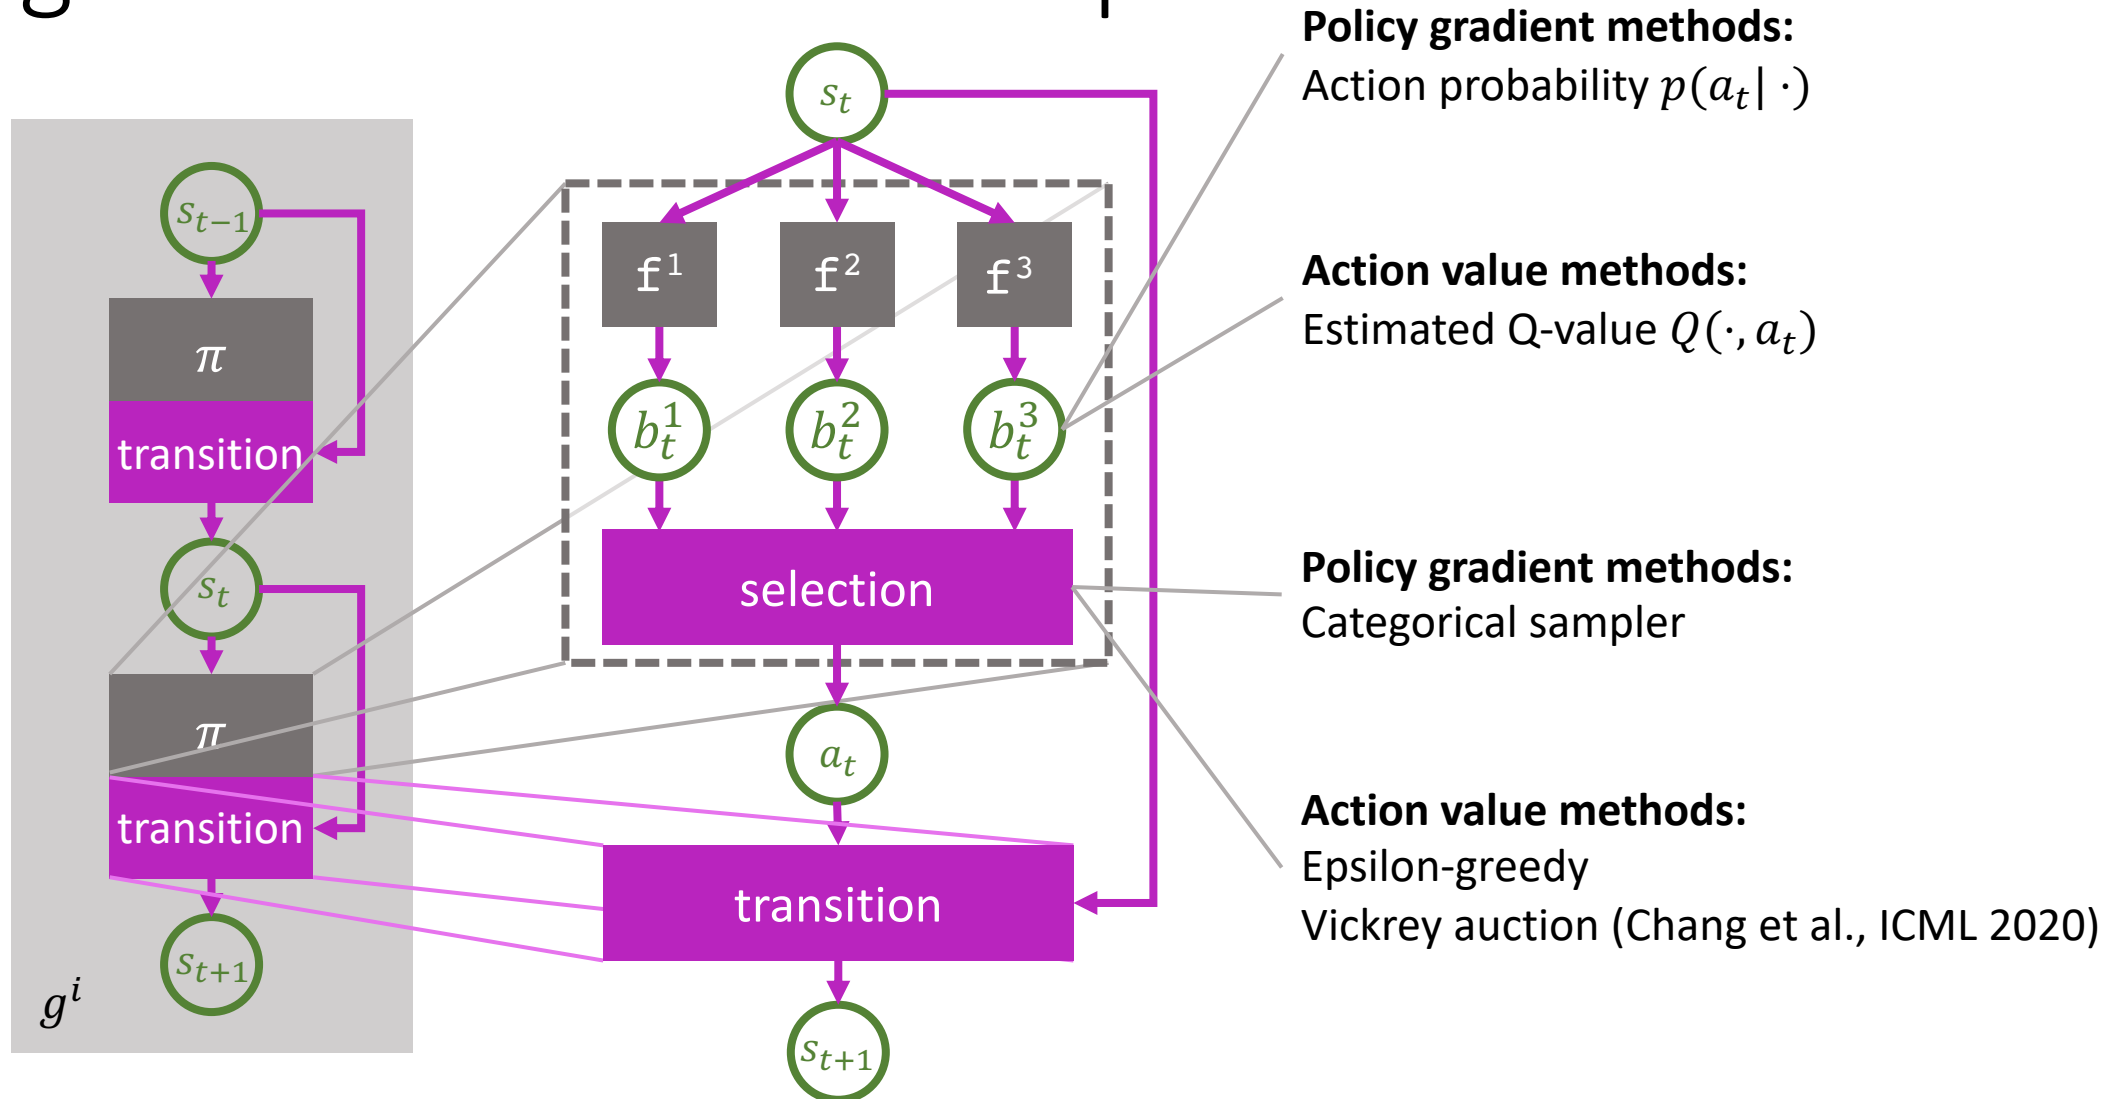 s_{t−1}
π
transition
s_t
π
transition
s_{t+1}
g^i
s_t
f^1 f^2 f^3
b_t^1 b_t^2 b_t^3
selection
a_t
transition
s_{t+1}
Policy gradient methods:
Action probability p(a_t| ·)
Action value methods:
Estimated Q-value Q(·, a_t)
Policy gradient methods:
Categorical sampler
Action value methods:
Epsilon-greedy
Vickrey auction (Chang et al., ICML 2020)